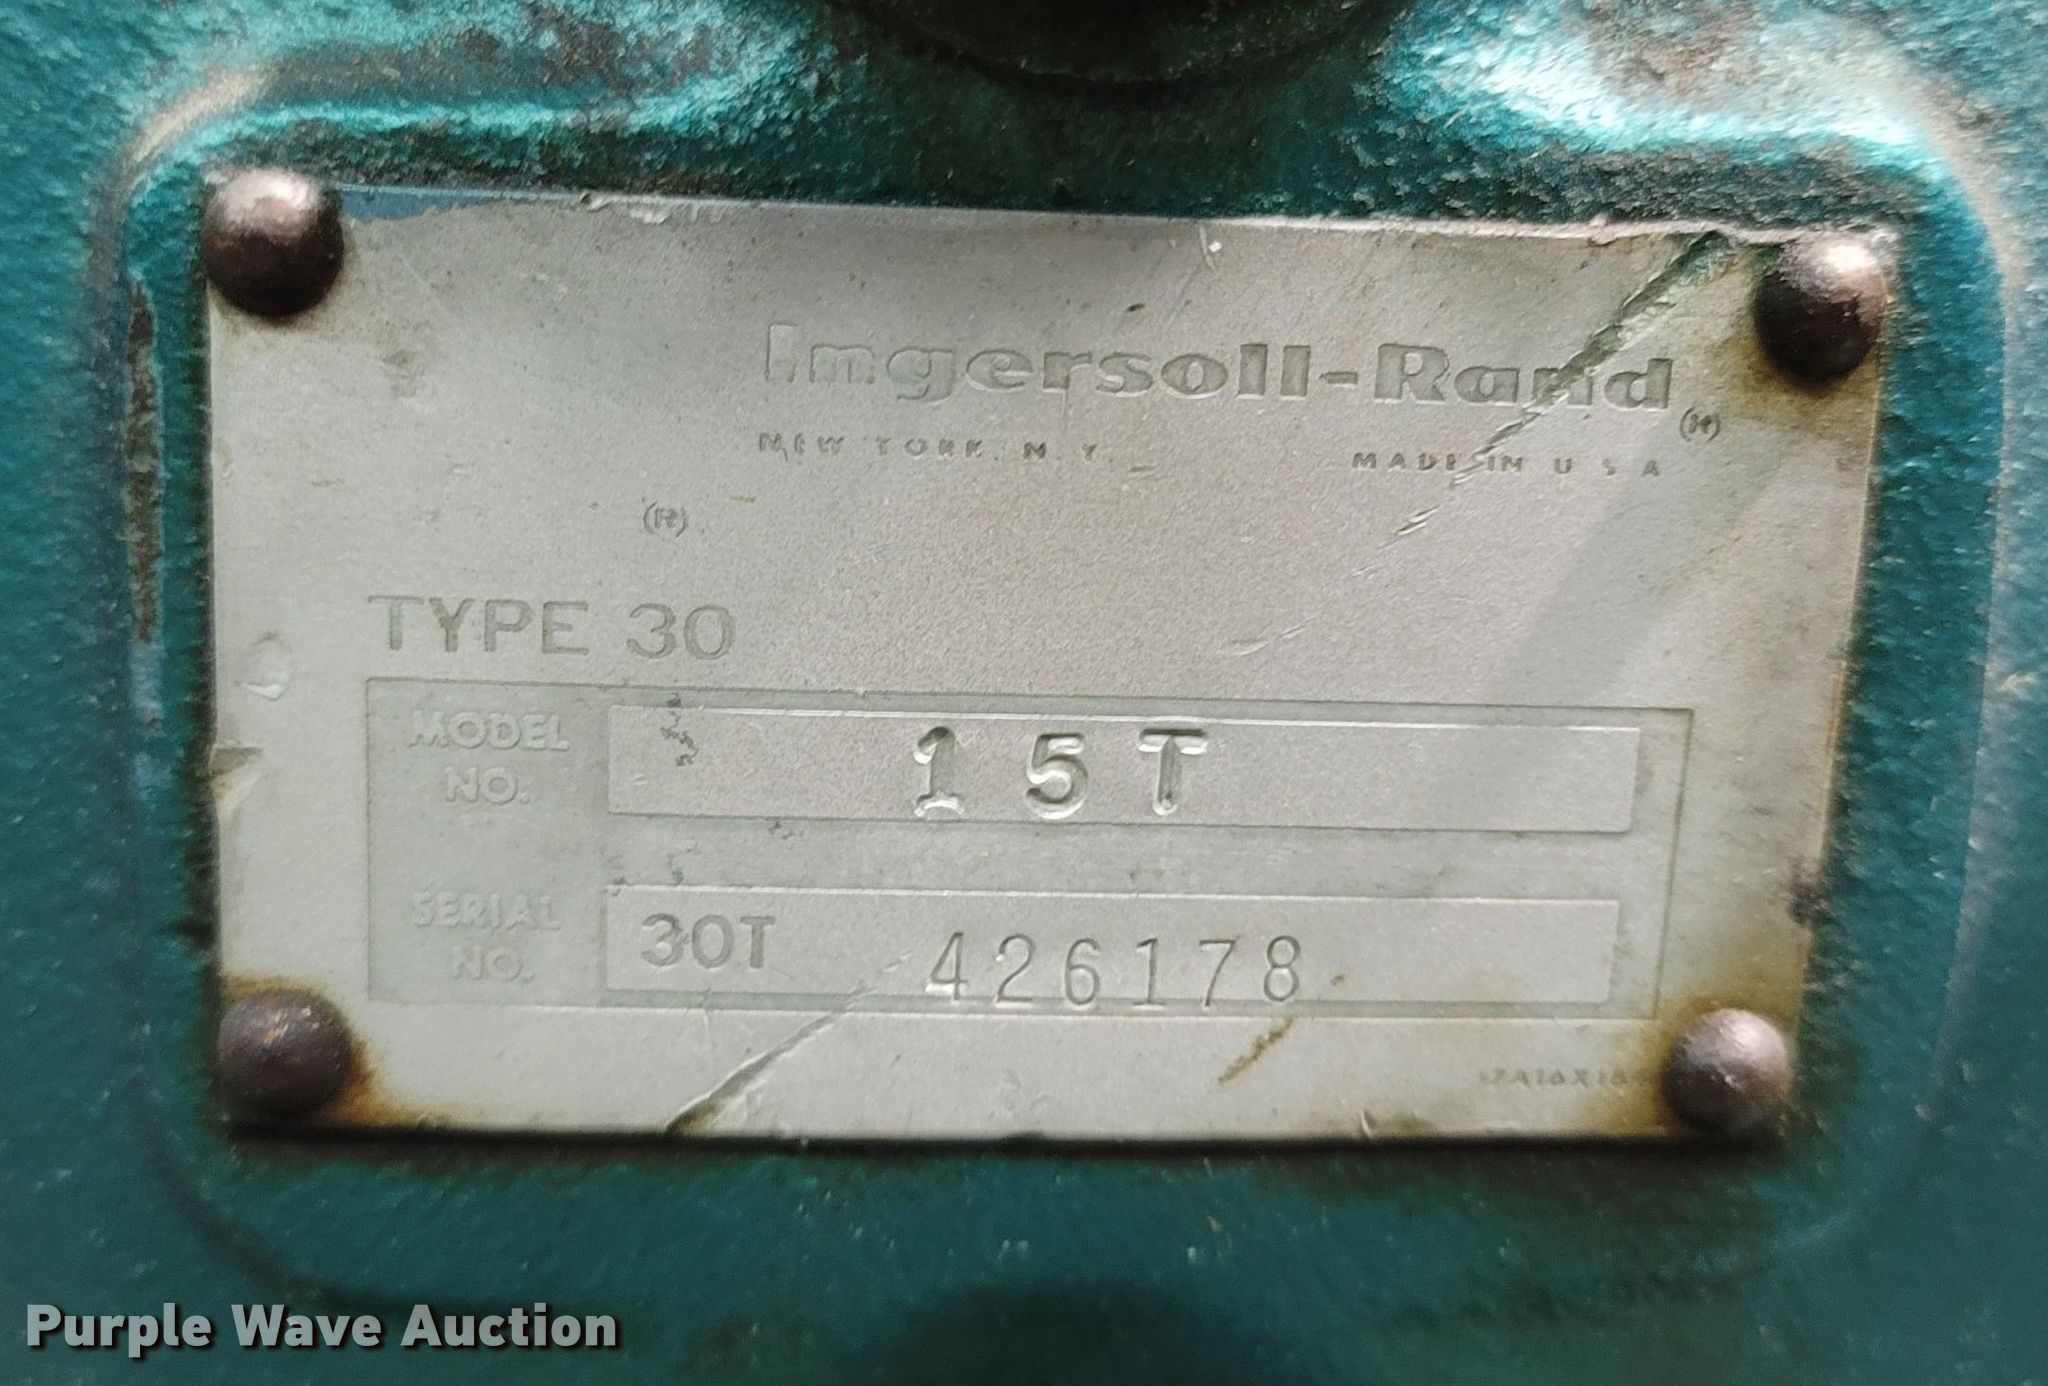 Ingersoll-Rand (R)
NEW YORK, N. Y. MADE IN U S A
(R)
TYPE 30
MODEL NO. 15T
SERIAL NO. 30T 426178
Purple Wave Auction